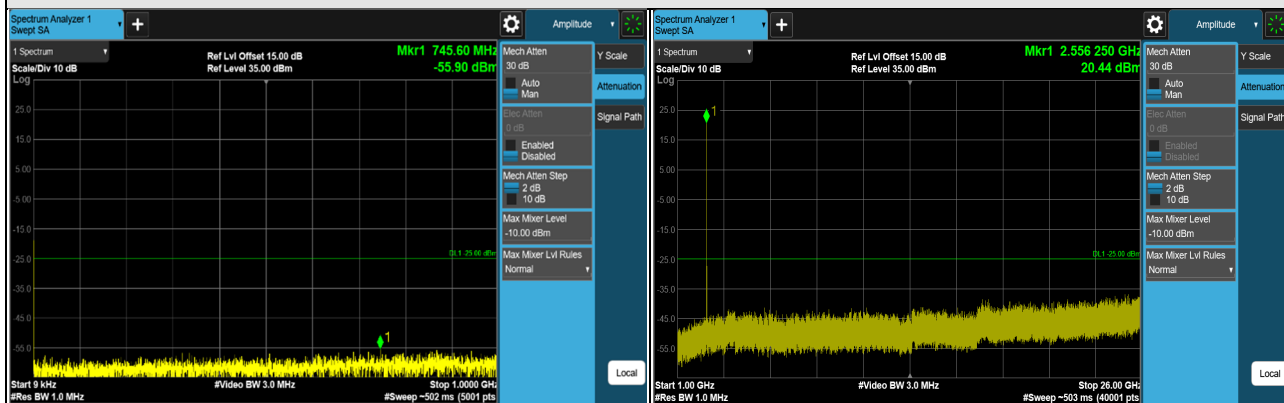 Spectrum Analyzer 1
Swept SA
+
Amplitude
1 Spectrum
Scale/Div 10 dB
Log
Ref Lvl Offset 15.00 dB
Ref Level 35.00 dBm
Mkr1 745.60 MHz
-55.90 dBm
25.0
15.0
5.00
-5.00
-15.0
-25.0
-35.0
-45.0
-55.0
DL1 -25.00 dBm
1
Start 9 kHz
#Res BW 1.0 MHz
#Video BW 3.0 MHz
Stop 1.0000 GHz
#Sweep ~502 ms (5001 pts
Mech Atten
30 dB
Auto
Man
Elec Atten
0 dB
Enabled
Disabled
Mech Atten Step
2 dB
10 dB
Max Mixer Level
-10.00 dBm
Max Mixer Lvl Rules
Normal
Y Scale
Attenuation
Signal Path
Local
Spectrum Analyzer 1
Swept SA
+
Amplitude
1 Spectrum
Scale/Div 10 dB
Log
Ref Lvl Offset 15.00 dB
Ref Level 35.00 dBm
Mkr1 2.556 250 GHz
20.44 dBm
25.0
15.0
5.00
-5.00
-15.0
-25.0
-35.0
-45.0
-55.0
DL1 -25.00 dBm
1
Start 1.00 GHz
#Res BW 1.0 MHz
#Video BW 3.0 MHz
Stop 26.00 GHz
#Sweep ~503 ms (40001 pts
Mech Atten
30 dB
Auto
Man
Elec Atten
0 dB
Enabled
Disabled
Mech Atten Step
2 dB
10 dB
Max Mixer Level
-10.00 dBm
Max Mixer Lvl Rules
Normal
Y Scale
Attenuation
Signal Path
Local